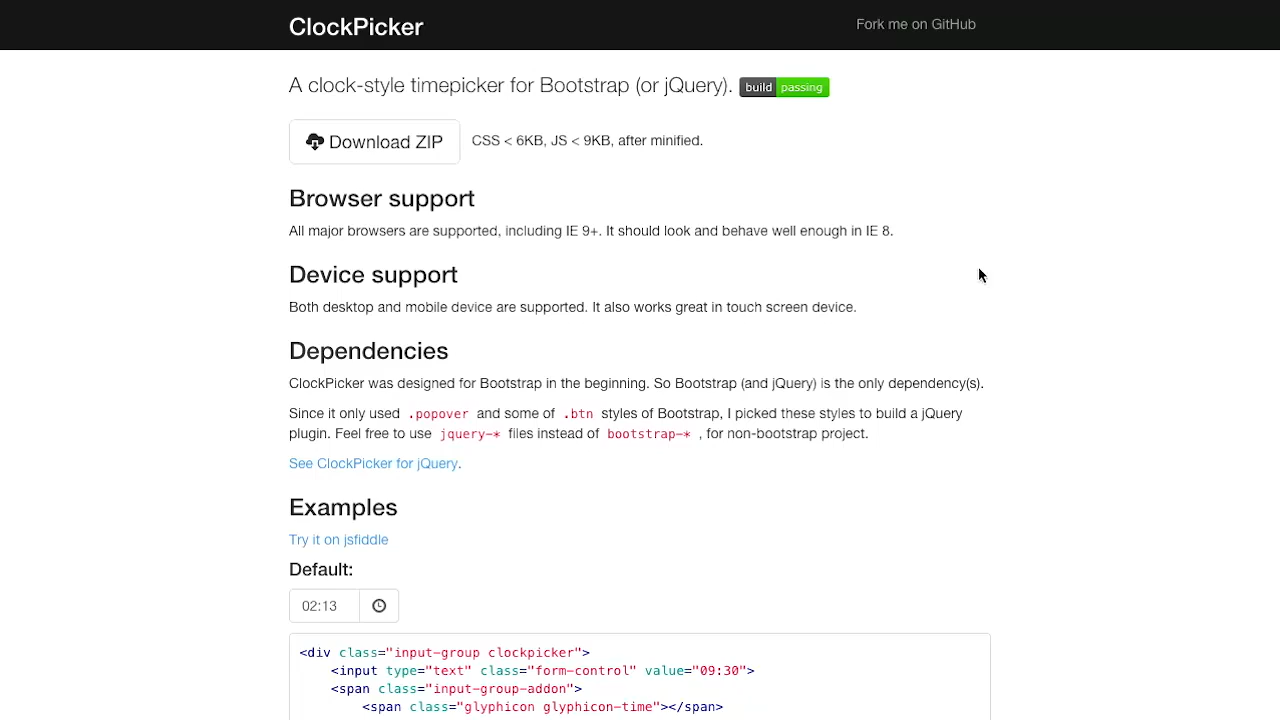 ClockPicker
Fork me on GitHub
A clock-style timepicker for Bootstrap (or jQuery). build passing
Download ZIP
CSS < 6KB, JS < 9KB, after minified.
Browser support
All major browsers are supported, including IE 9+. It should look and behave well enough in IE 8.
Device support
Both desktop and mobile device are supported. It also works great in touch screen device.
Dependencies
ClockPicker was designed for Bootstrap in the beginning. So Bootstrap (and jQuery) is the only dependency(s).
Since it only used .popover and some of .btn styles of Bootstrap, I picked these styles to build a jQuery
plugin. Feel free to use jquery-* files instead of bootstrap-* , for non-bootstrap project.
See ClockPicker for jQuery.
Examples
Try it on jsfiddle
Default:
02:13
<div class="input-group clockpicker">
    <input type="text" class="form-control" value="09:30">
    <span class="input-group-addon">
        <span class="glyphicon glyphicon-time"></span>